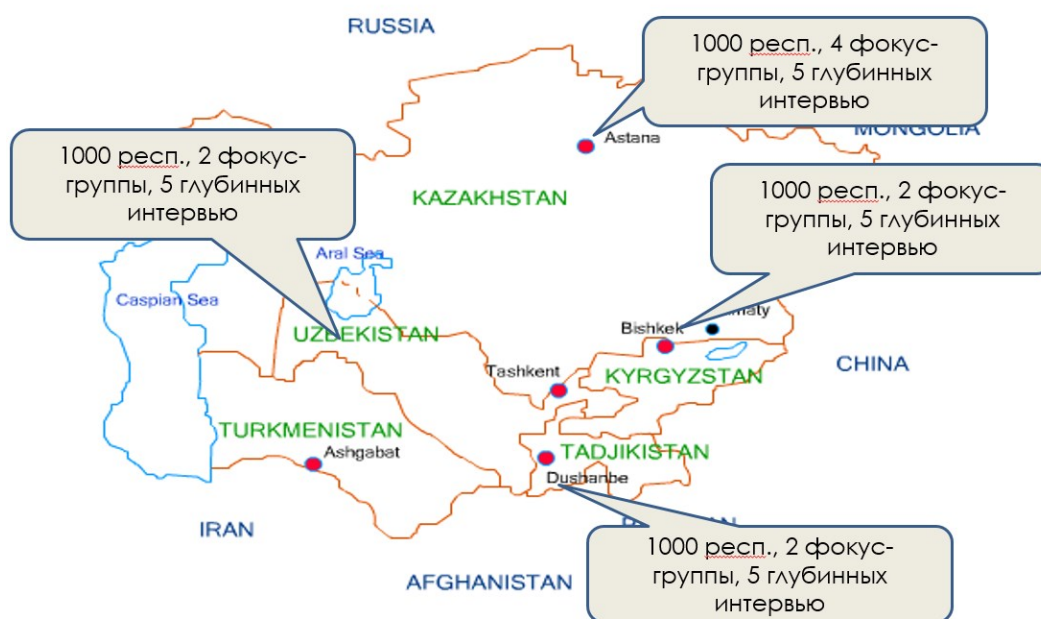 RUSSIA
1000 респ., 4 фокус-
группы, 5 глубинных
интервью
MONGOLIA
Astana
1000 респ., 2 фокус-
группы, 5 глубинных
интервью
KAZAKHSTAN
1000 респ., 2 фокус-
группы, 5 глубинных
интервью
Aral Sea
Caspian Sea
UZBEKISTAN
Bishkek
Tashkent
KYRGYZSTAN
CHINA
TURKMENISTAN
Ashgabat
TADJIKISTAN
Dushanbe
IRAN
1000 респ., 2 фокус-
группы, 5 глубинных
интервью
AFGHANISTAN